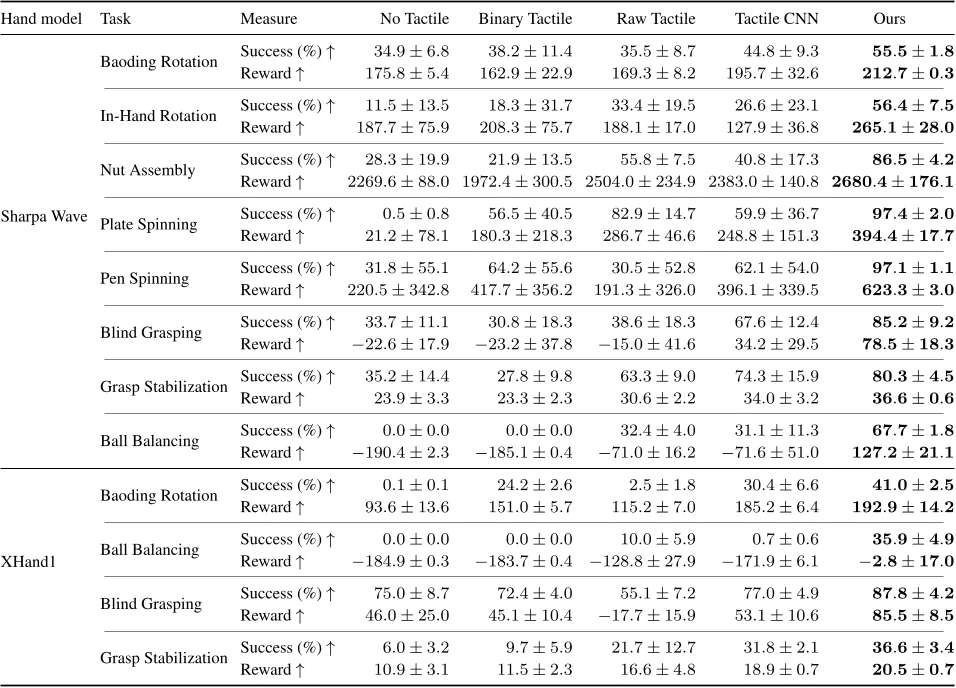 Hand model Task Measure No Tactile Binary Tactile Raw Tactile Tactile CNN Ours
Baoding Rotation Success (%) ↑ 34.9 ± 6.8 38.2 ± 11.4 35.5 ± 8.7 44.8 ± 9.3 55.5 ± 1.8
Reward ↑ 175.8 ± 5.4 162.9 ± 22.9 169.3 ± 8.2 195.7 ± 32.6 212.7 ± 0.3
In-Hand Rotation Success (%) ↑ 11.5 ± 13.5 18.3 ± 31.7 33.4 ± 19.5 26.6 ± 23.1 56.4 ± 7.5
Reward ↑ 187.7 ± 75.9 208.3 ± 75.7 188.1 ± 17.0 127.9 ± 36.8 265.1 ± 28.0
Nut Assembly Success (%) ↑ 28.3 ± 19.9 21.9 ± 13.5 55.8 ± 7.5 40.8 ± 17.3 86.5 ± 4.2
Reward ↑ 2269.6 ± 88.0 1972.4 ± 300.5 2504.0 ± 234.9 2383.0 ± 140.8 2680.4 ± 176.1
Sharpa Wave Plate Spinning Success (%) ↑ 0.5 ± 0.8 56.5 ± 40.5 82.9 ± 14.7 59.9 ± 36.7 97.4 ± 2.0
Reward ↑ 21.2 ± 78.1 180.3 ± 218.3 286.7 ± 46.6 248.8 ± 151.3 394.4 ± 17.7
Pen Spinning Success (%) ↑ 31.8 ± 55.1 64.2 ± 55.6 30.5 ± 52.8 62.1 ± 54.0 97.1 ± 1.1
Reward ↑ 220.5 ± 342.8 417.7 ± 356.2 191.3 ± 326.0 396.1 ± 339.5 623.3 ± 3.0
Blind Grasping Success (%) ↑ 33.7 ± 11.1 30.8 ± 18.3 38.6 ± 18.3 67.6 ± 12.4 85.2 ± 9.2
Reward ↑ −22.6 ± 17.9 −23.2 ± 37.8 −15.0 ± 41.6 34.2 ± 29.5 78.5 ± 18.3
Grasp Stabilization Success (%) ↑ 35.2 ± 14.4 27.8 ± 9.8 63.3 ± 9.0 74.3 ± 15.9 80.3 ± 4.5
Reward ↑ 23.9 ± 3.3 23.3 ± 2.3 30.6 ± 2.2 34.0 ± 3.2 36.6 ± 0.6
Ball Balancing Success (%) ↑ 0.0 ± 0.0 0.0 ± 0.0 32.4 ± 4.0 31.1 ± 11.3 67.7 ± 1.8
Reward ↑ −190.4 ± 2.3 −185.1 ± 0.4 −71.0 ± 16.2 −71.6 ± 51.0 127.2 ± 21.1
Baoding Rotation Success (%) ↑ 0.1 ± 0.1 24.2 ± 2.6 2.5 ± 1.8 30.4 ± 6.6 41.0 ± 2.5
Reward ↑ 93.6 ± 13.6 151.0 ± 5.7 115.2 ± 7.0 185.2 ± 6.4 192.9 ± 14.2
XHand1 Ball Balancing Success (%) ↑ 0.0 ± 0.0 0.0 ± 0.0 10.0 ± 5.9 0.7 ± 0.6 35.9 ± 4.9
Reward ↑ −184.9 ± 0.3 −183.7 ± 0.4 −128.8 ± 27.9 −171.9 ± 6.1 −2.8 ± 17.0
Blind Grasping Success (%) ↑ 75.0 ± 8.7 72.4 ± 4.0 55.1 ± 7.2 77.0 ± 4.9 87.8 ± 4.2
Reward ↑ 46.0 ± 25.0 45.1 ± 10.4 −17.7 ± 15.9 53.1 ± 10.6 85.5 ± 8.5
Grasp Stabilization Success (%) ↑ 6.0 ± 3.2 9.7 ± 5.9 21.7 ± 12.7 31.8 ± 2.1 36.6 ± 3.4
Reward ↑ 10.9 ± 3.1 11.5 ± 2.3 16.6 ± 4.8 18.9 ± 0.7 20.5 ± 0.7